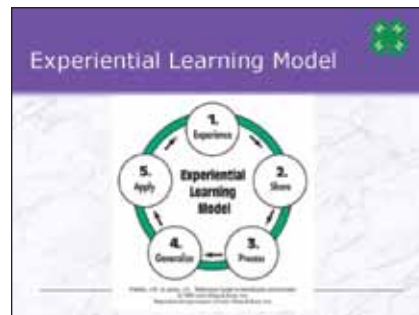 Experiential Learning Model
1.
Experience
2.
Share
3.
Process
4.
Generalize
5.
Apply
Experiential
Learning
Model